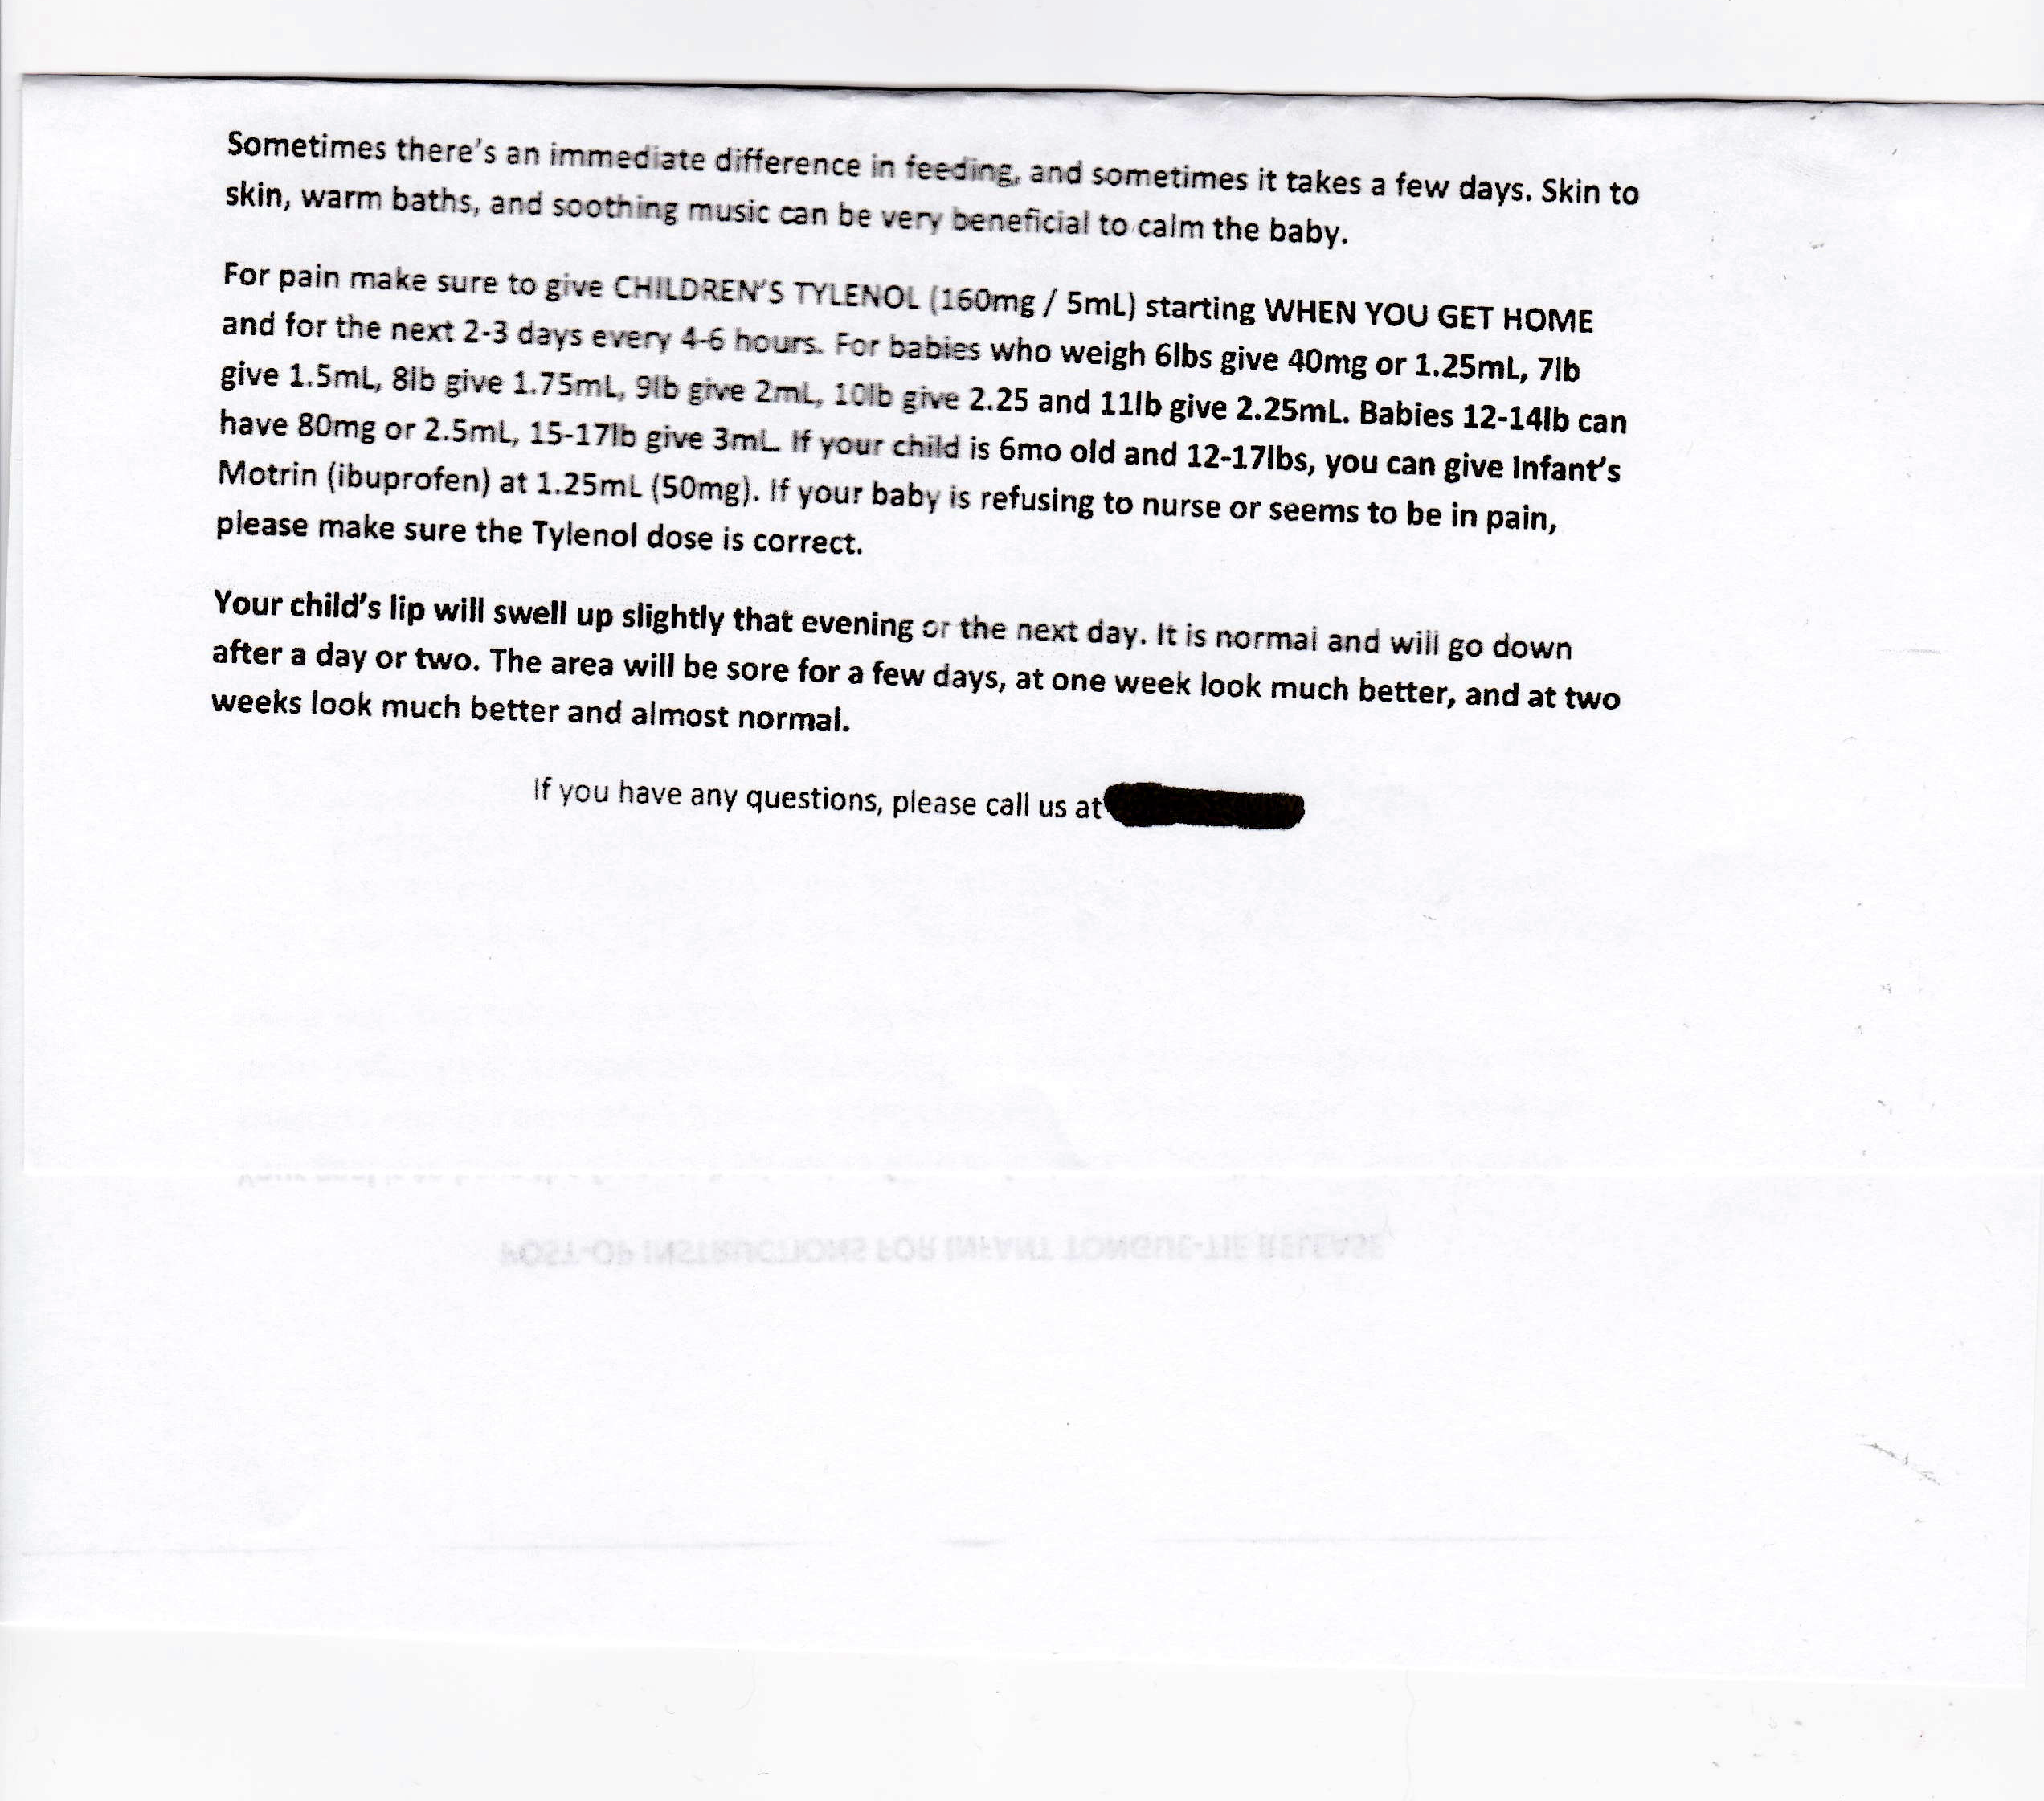 Sometimes there's an immediate difference in feeding, and sometimes it takes a few days. Skin to
skin, warm baths, and soothing music can be very beneficial to calm the baby.
For pain make sure to give CHILDREN'S TYLENOL (160mg / 5mL) starting WHEN YOU GET HOME
and for the next 2-3 days every 4-6 hours. For babies who weigh 6lbs give 40mg or 1.25mL, 7lb
give 1.5mL, 8lb give 1.75mL, 9lb give 2mL, 10lb give 2.25 and 11lb give 2.25mL. Babies 12-14lb can
have 80mg or 2.5mL, 15-17lb give 3mL. If your child is 6mo old and 12-17lbs, you can give Infant's
Motrin (ibuprofen) at 1.25mL (50mg). If your baby is refusing to nurse or seems to be in pain,
please make sure the Tylenol dose is correct.
Your child's lip will swell up slightly that evening or the next day. It is normal and will go down
after a day or two. The area will be sore for a few days, at one week look much better, and at two
weeks look much better and almost normal.
If you have any questions, please call us at
POST-OP INSTRUCTIONS FOR INFANT TONGUE-TIE RELEASE